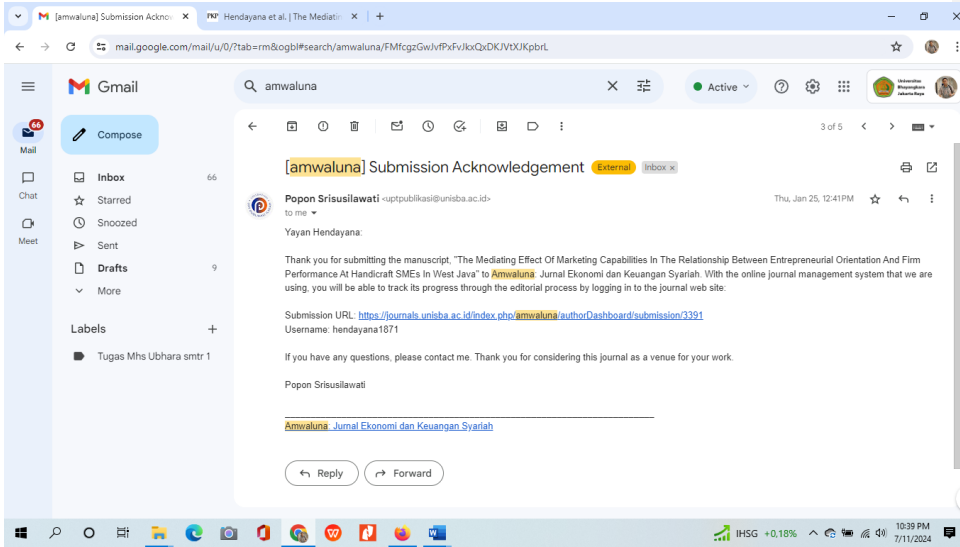 [amwaluna] Submission Acknow
Hendayana et al. | The Mediatin
mail.google.com/mail/u/0/?tab=rm&ogbl#search/amwaluna/FMfcgzGwJvfPxFvJkxQxDKJVtXJKpbrL
Gmail
amwaluna
Active
Universitas
Bhayangkara
Jakarta Raya
66
Mail
Chat
Meet
Compose
Inbox 66
Starred
Snoozed
Sent
Drafts 9
More
Labels
Tugas Mhs Ubhara smtr 1
3 of 5
[amwaluna] Submission Acknowledgement External Inbox x
Popon Srisusilawati <uptpublikasi@unisba.ac.id> Thu, Jan 25, 12:41 PM
to me
Yayan Hendayana:
Thank you for submitting the manuscript, "The Mediating Effect Of Marketing Capabilities In The Relationship Between Entrepreneurial Orientation And Firm
Performance At Handicraft SMEs In West Java" to Amwaluna: Jurnal Ekonomi dan Keuangan Syariah. With the online journal management system that we are
using, you will be able to track its progress through the editorial process by logging in to the journal web site:
Submission URL: https://journals.unisba.ac.id/index.php/amwaluna/authorDashboard/submission/3391
Username: hendayana1871
If you have any questions, please contact me. Thank you for considering this journal as a venue for your work.
Popon Srisusilawati
Amwaluna: Jurnal Ekonomi dan Keuangan Syariah
Reply
Forward
IHSG +0,18%
10:39 PM
7/11/2024